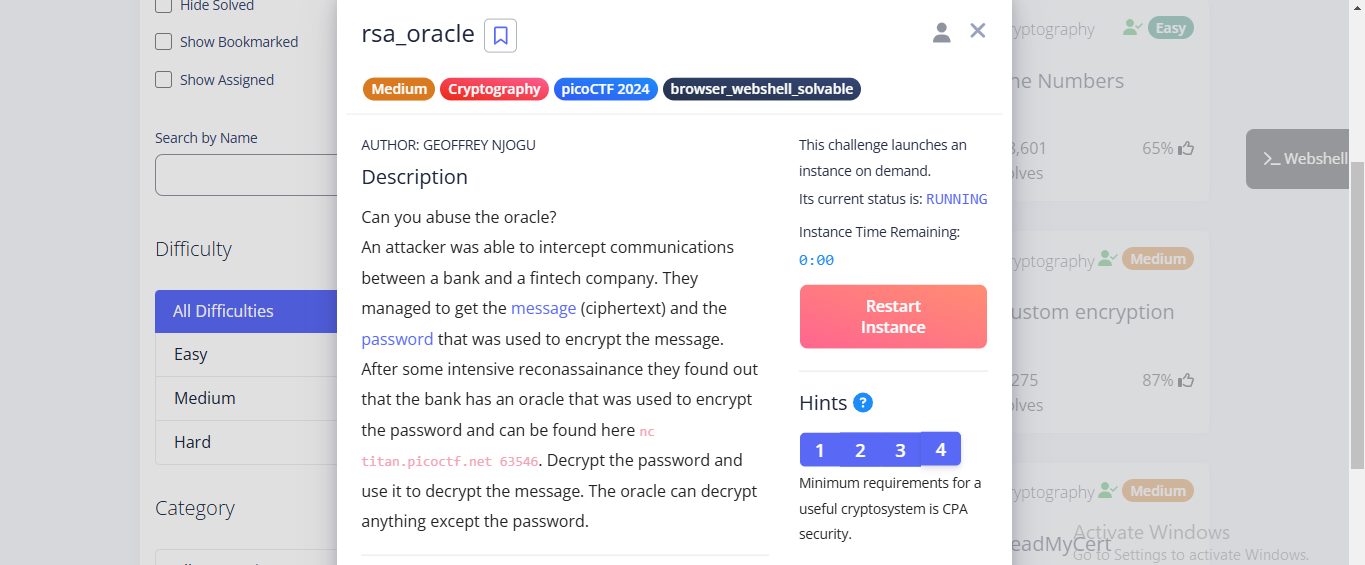 Hide Solved
Show Bookmarked
Show Assigned
Search by Name
Difficulty
All Difficulties
Easy
Medium
Hard
Category
rsa_oracle
Medium Cryptography picoCTF 2024 browser_webshell_solvable
AUTHOR: GEOFFREY NJOGU
Description
Can you abuse the oracle?
An attacker was able to intercept communications
between a bank and a fintech company. They
managed to get the message (ciphertext) and the
password that was used to encrypt the message.
After some intensive reconassainance they found out
that the bank has an oracle that was used to encrypt
the password and can be found here nc
titan.picoctf.net 63546. Decrypt the password and
use it to decrypt the message. The oracle can decrypt
anything except the password.
This challenge launches an
instance on demand.
Its current status is: RUNNING
Instance Time Remaining:
0:00
Restart
Instance
Hints ?
1 2 3 4
Minimum requirements for a
useful cryptosystem is CPA
security.
yptography Easy
ne Numbers
3,601 65%
lves
>_ Webshell
yptography Medium
ustom encryption
275 87%
lves
yptography Medium
eadMyCert
Activate Windows
Go to Settings to activate Windows.